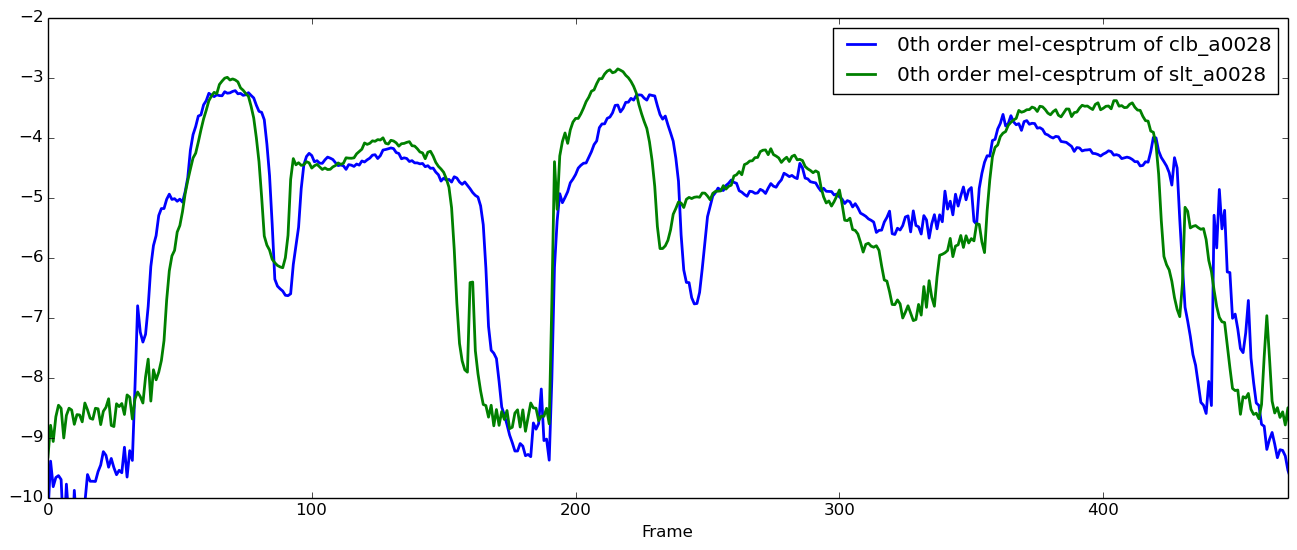 −2
−3
−4
−5
−6
−7
−8
−9
−10
0th order mel-cesptrum of clb_a0028
0th order mel-cesptrum of slt_a0028
0 100 200 300 400
Frame